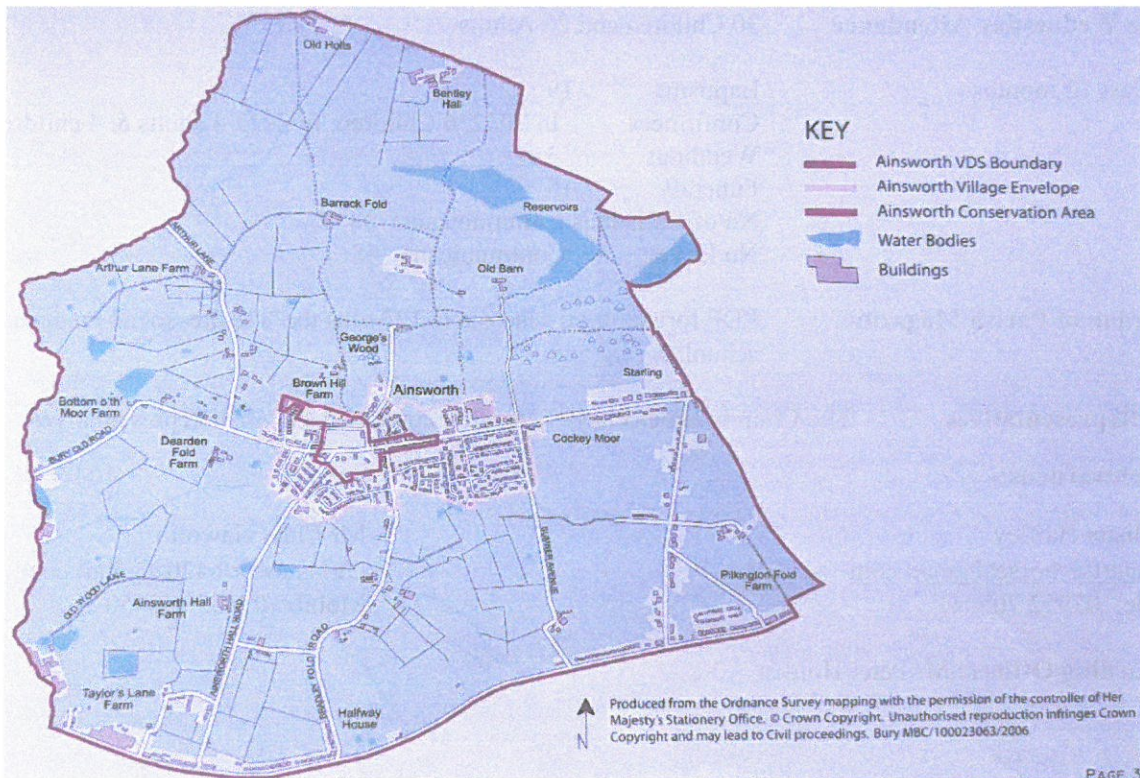 Old Holts
Bentley
Hall
KEY
Ainsworth VDS Boundary
Ainsworth Village Envelope
Ainsworth Conservation Area
Water Bodies
Buildings
Reservoirs
Barrack Fold
ARTHUR LANE
Arthur Lane Farm
Old Barn
George's
Wood
Brown Hill
Farm
Ainsworth
Starling
Bottom o'th'
Moor Farm
BURY OLD ROAD
Dearden
Fold
Farm
Cockey Moor
Pilkington Fold
Farm
OLD WOOD LANE
Ainsworth Hall
Farm
AINSWORTH HALL ROAD
Taylor's Lane
Farm
Halfway
House
Produced from the Ordnance Survey mapping with the permission of the controller of Her
Majesty's Stationery Office. © Crown Copyright. Unauthorised reproduction infringes Crown
Copyright and may lead to Civil proceedings. Bury MBC/100023063/2006
N
PAGE